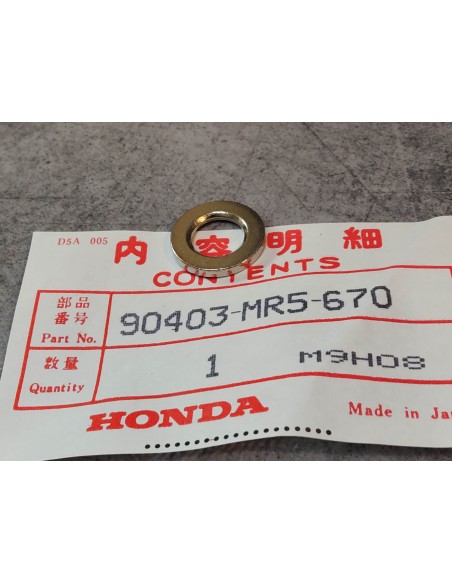 D5A 005
内容明細
CONTENTS
部品
番号
Part No.
90403-MR5-670
数量
Quantity
1 M9H08
HONDA
Made in Ja